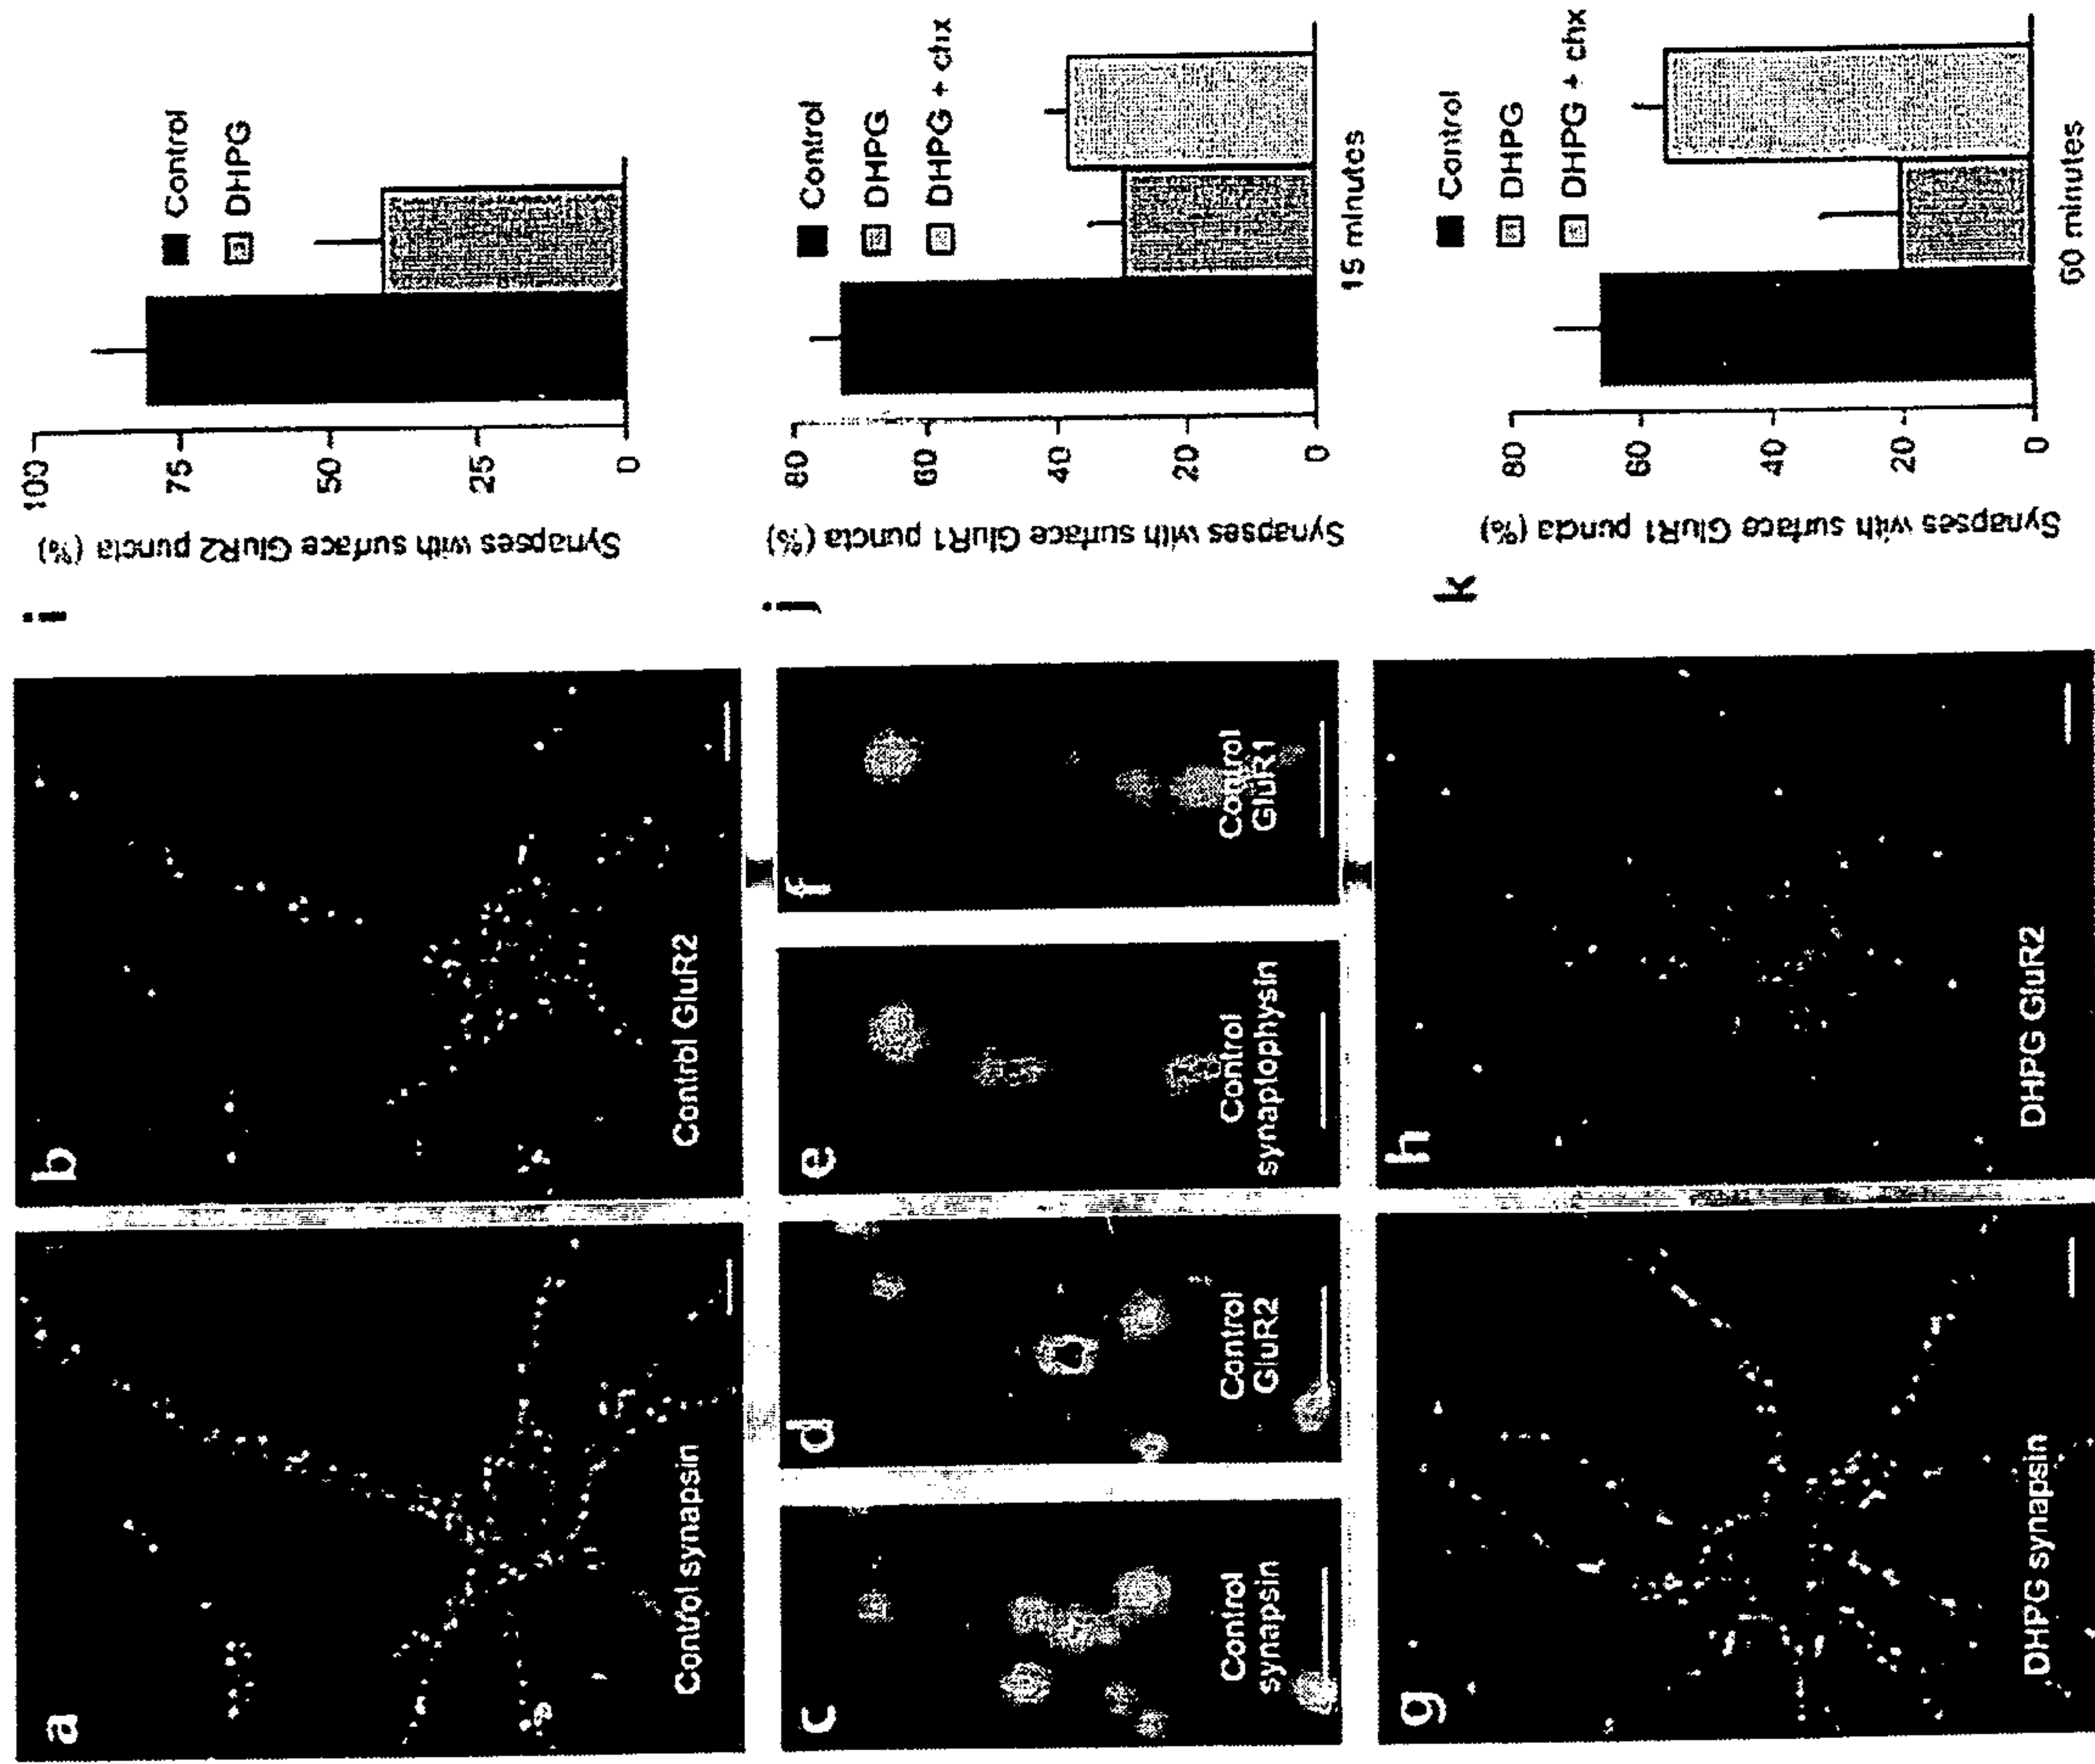 a
Control synapsin
b
Control GluR2
c
Control
synapsin
d
Control
GluR2
e
Control
synaplophysin
f
Control
GluR1
g
DHPG synapsin
h
DHPG GluR2
i
Synapses with surface GluR2 puncta (%)
100
75
50
25
0
Control
DHPG
j
Synapses with surface GluR1 puncta (%)
80
60
40
20
0
Control
DHPG
DHPG + chx
15 minutes
k
Synapses with surface GluR1 puncta (%)
80
60
40
20
0
Control
DHPG
DHPG + chx
60 minutes